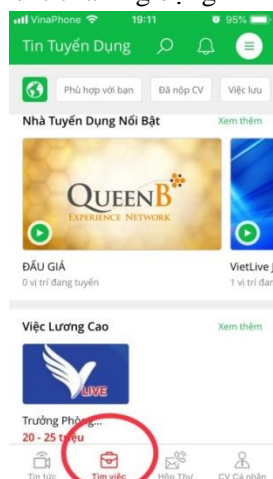 VinaPhone 19:11 95%
Tin Tuyển Dụng
Phù hợp với bạn Đã nộp CV Việc lưu
Nhà Tuyển Dụng Nổi Bật Xem thêm
QUEENB
EXPERIENCE NETWORK
ĐẤU GIÁ VietLive
0 vị trí đang tuyển 1 vị trí đan
Việc Lương Cao Xem thêm
LIVE
Trưởng Phòng...
20 - 25 triệu
Tin tức Tìm việc Hộp Thư CV Cá nhân